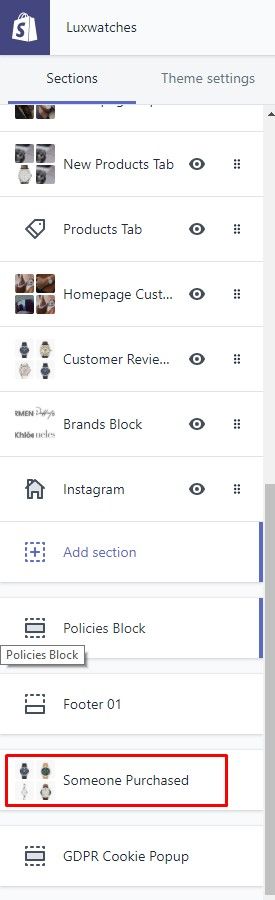 Luxwatches
Sections
Theme settings
New Products Tab
Products Tab
Homepage Cust...
Customer Revie...
Brands Block
Instagram
Add section
Policies Block
Policies Block
Footer 01
Someone Purchased
GDPR Cookie Popup